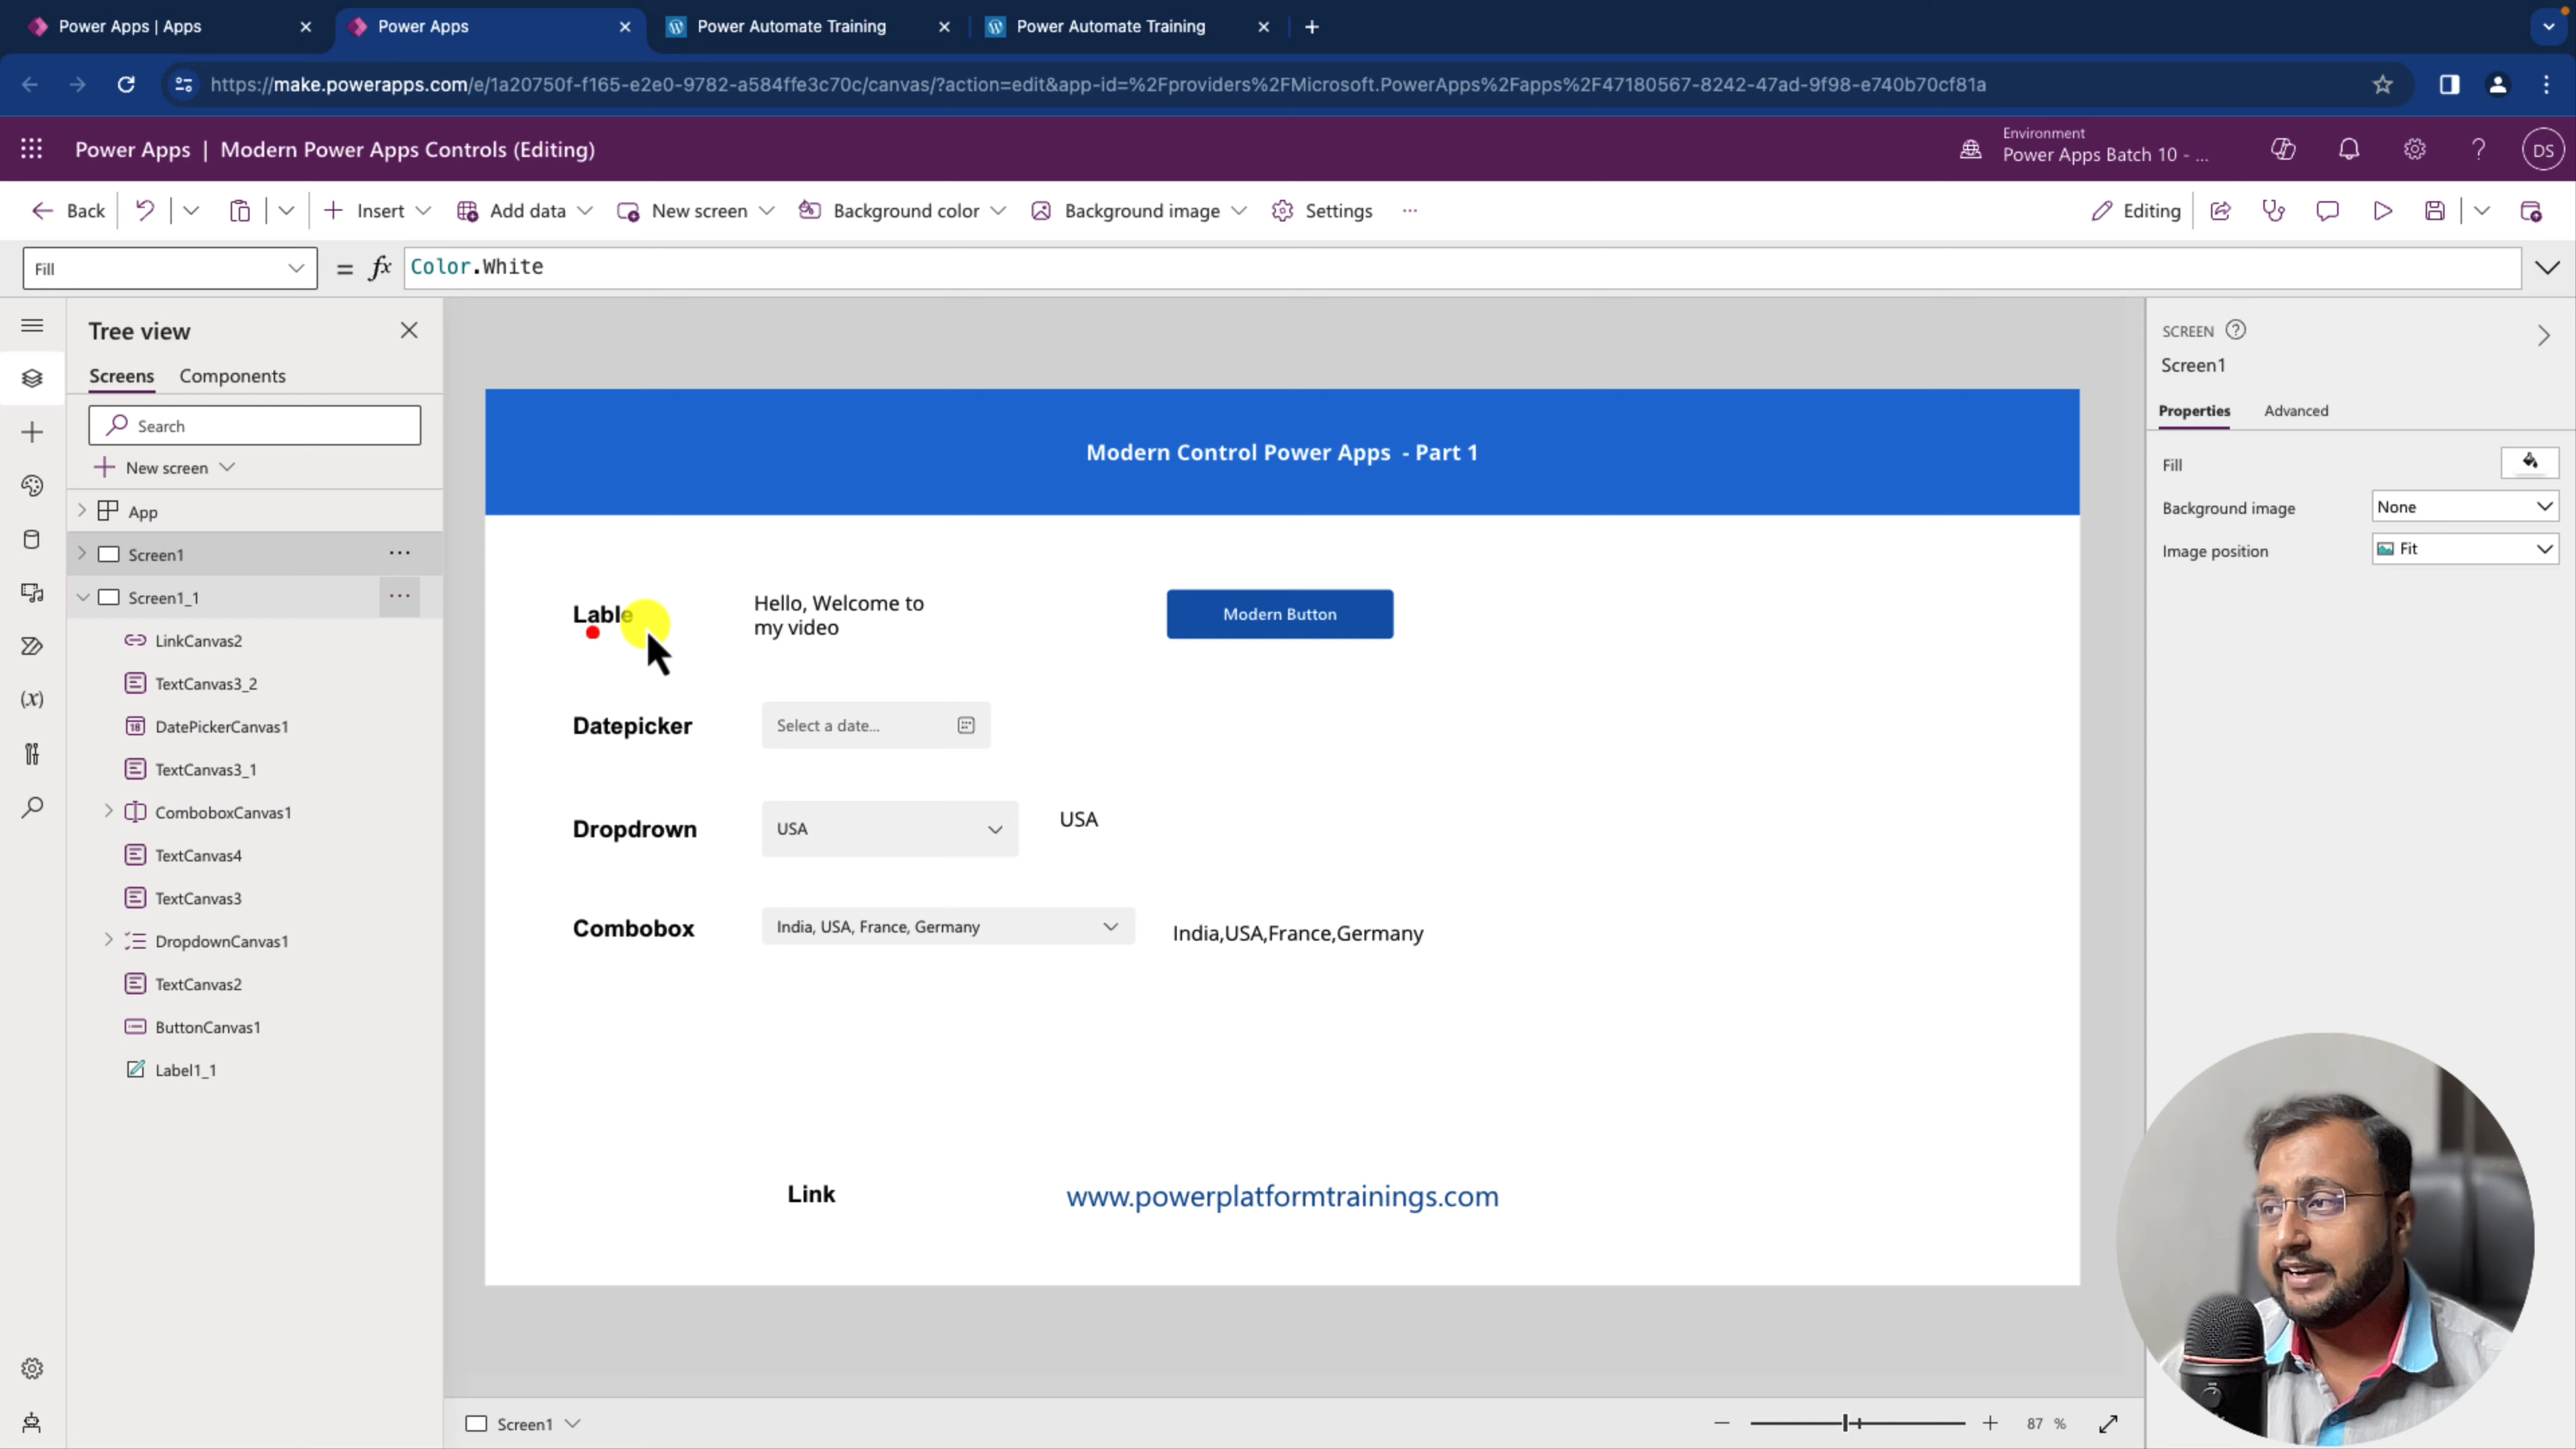 Power Apps | Apps
Power Apps
Power Automate Training
Power Automate Training
https://make.powerapps.com/e/1a20750f-f165-e2e0-9782-a584ffe3c70c/canvas/?action=edit&app-id=%2Fproviders%2FMicrosoft.PowerApps%2Fapps%2F47180567-8242-47ad-9f98-e740b70cf81a
Power Apps | Modern Power Apps Controls (Editing)
Environment
Power Apps Batch 10 - ...
DS
Back
Insert
Add data
New screen
Background color
Background image
Settings
Editing
Fill
= fx Color.White
Tree view
Screens
Components
Search
New screen
App
Screen1
Screen1_1
LinkCanvas2
TextCanvas3_2
DatePickerCanvas1
TextCanvas3_1
ComboboxCanvas1
TextCanvas4
TextCanvas3
DropdownCanvas1
TextCanvas2
ButtonCanvas1
Label1_1
Modern Control Power Apps - Part 1
Lable
Hello, Welcome to
my video
Modern Button
Datepicker
Select a date...
Dropdrown
USA
USA
Combobox
India, USA, France, Germany
India,USA,France,Germany
Link
www.powerplatformtrainings.com
SCREEN
Screen1
Properties
Advanced
Fill
Background image
None
Image position
Fit
Screen1
87 %